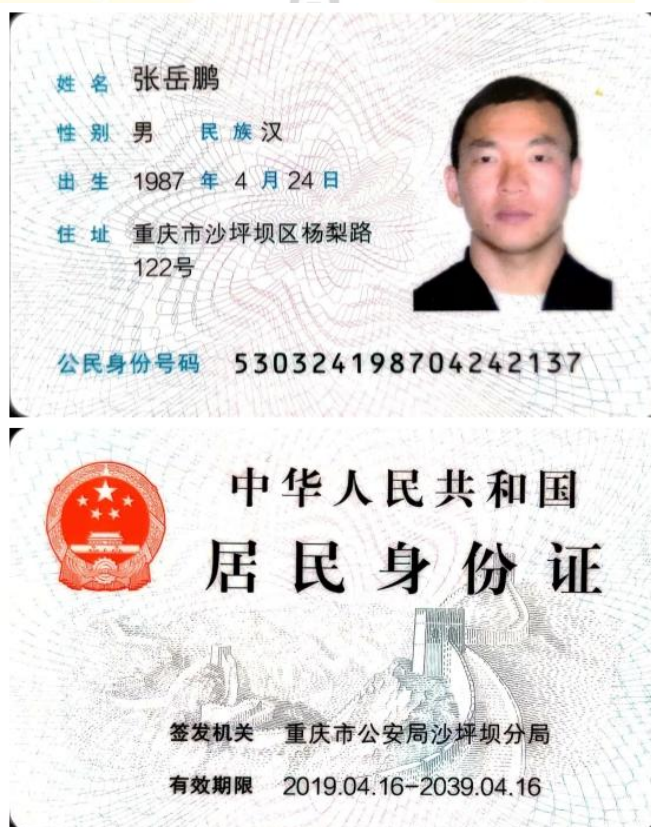 姓名 张岳鹏
性别 男 民族 汉
出生 1987 年 4 月 24 日
住址 重庆市沙坪坝区杨梨路
122号
公民身份号码 530324198704242137
中华人民共和国
居民身份证
签发机关 重庆市公安局沙坪坝分局
有效期限 2019.04.16-2039.04.16